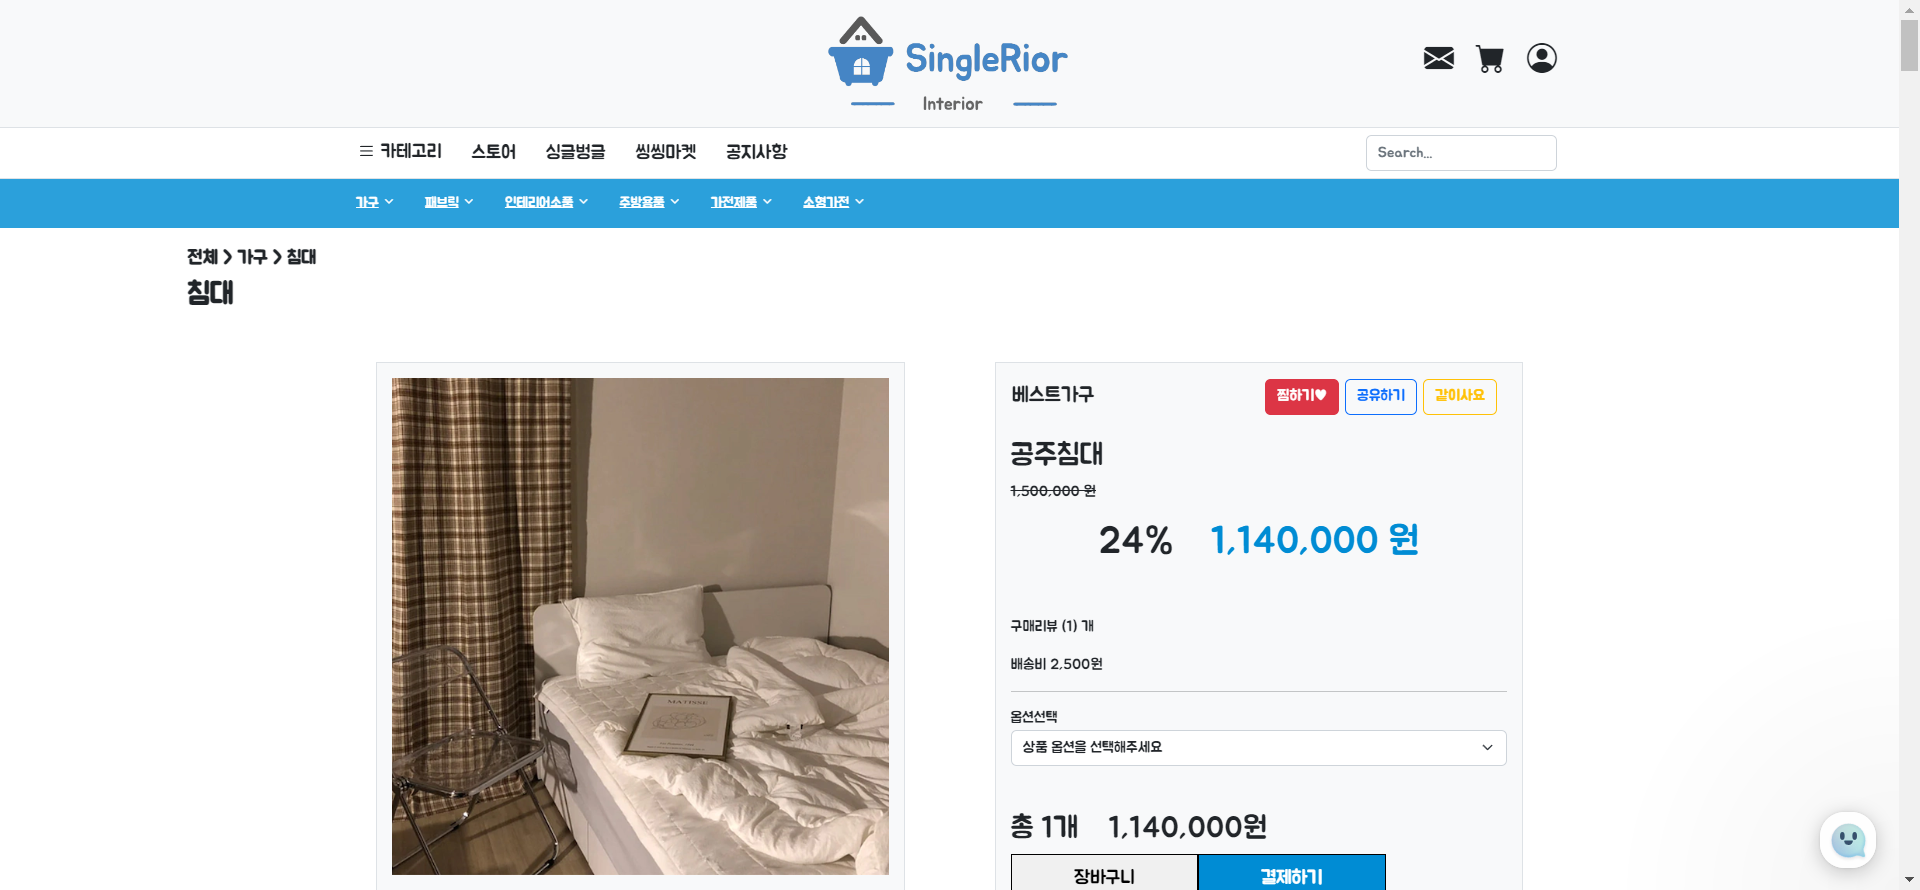 SingleRior
Interior
카테고리 스토어 싱글벙글 씽씽마켓 공지사항 Search...
가구 패브릭 인테리어소품 주방용품 가전제품 소형가전
전체 > 가구 > 침대
침대
MATISSE
베스트가구 찜하기♥ 공유하기 같이사요
공주침대
1,500,000 원
24% 1,140,000 원
구매리뷰 (1) 개
배송비 2,500원
옵션선택
상품 옵션을 선택해주세요
총 1개 1,140,000원
장바구니 결제하기